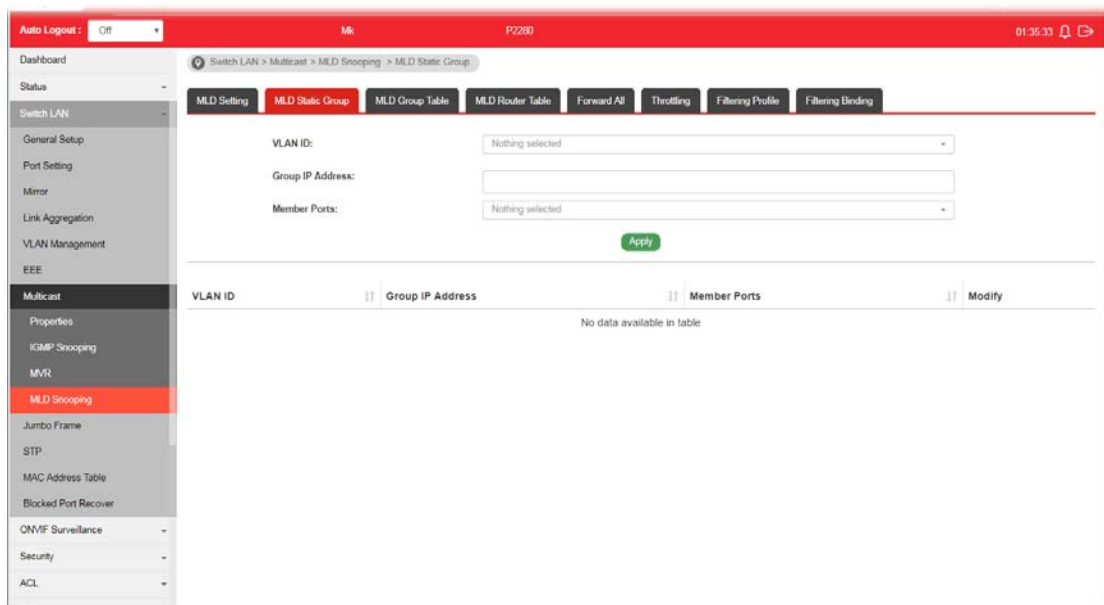 Auto Logout : Off Mk P2280 01:35:33
Dashboard
Status
Switch LAN
General Setup
Port Setting
Mirror
Link Aggregation
VLAN Management
EEE
Multicast
Properties
IGMP Snooping
MVR
MLD Snooping
Jumbo Frame
STP
MAC Address Table
Blocked Port Recover
ONVIF Surveillance
Security
ACL
Switch LAN > Multicast > MLD Snooping > MLD Static Group
MLD Setting MLD Static Group MLD Group Table MLD Router Table Forward All Throttling Filtering Profile Filtering Binding
VLAN ID: Nothing selected
Group IP Address:
Member Ports: Nothing selected
Apply
VLAN ID Group IP Address Member Ports Modify
No data available in table